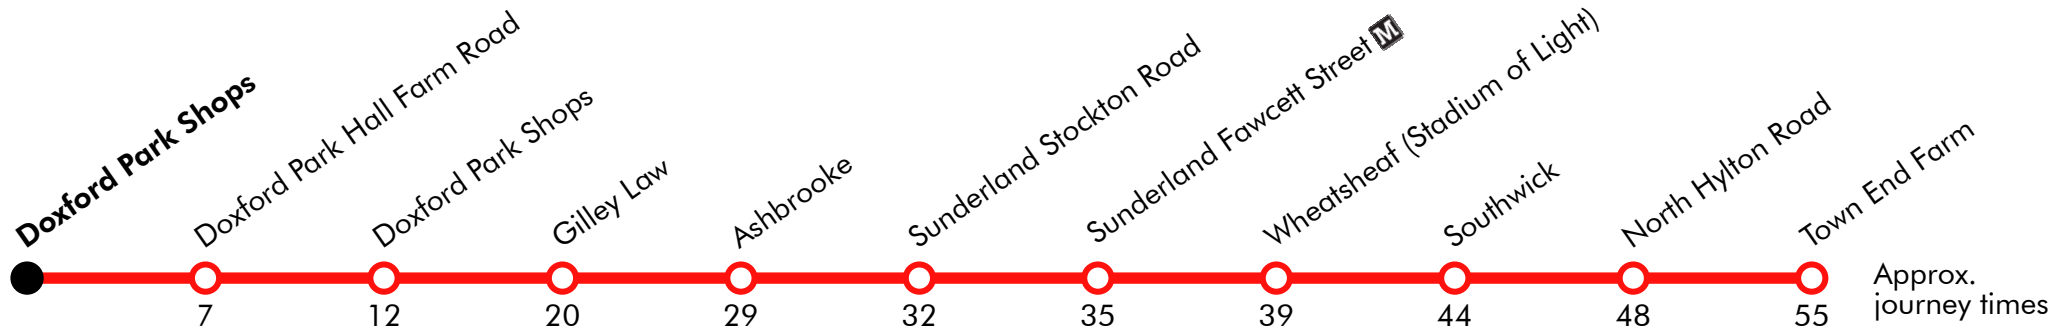 Doxford Park Shops
Doxford Park Hall Farm Road
Doxford Park Shops
Gilley Law
Ashbrooke
Sunderland Stockton Road
Sunderland Fawcett Street M
Wheatsheaf (Stadium of Light)
Southwick
North Hylton Road
Town End Farm
7 12 20 29 32 35 39 44 48 55
Approx.
journey times